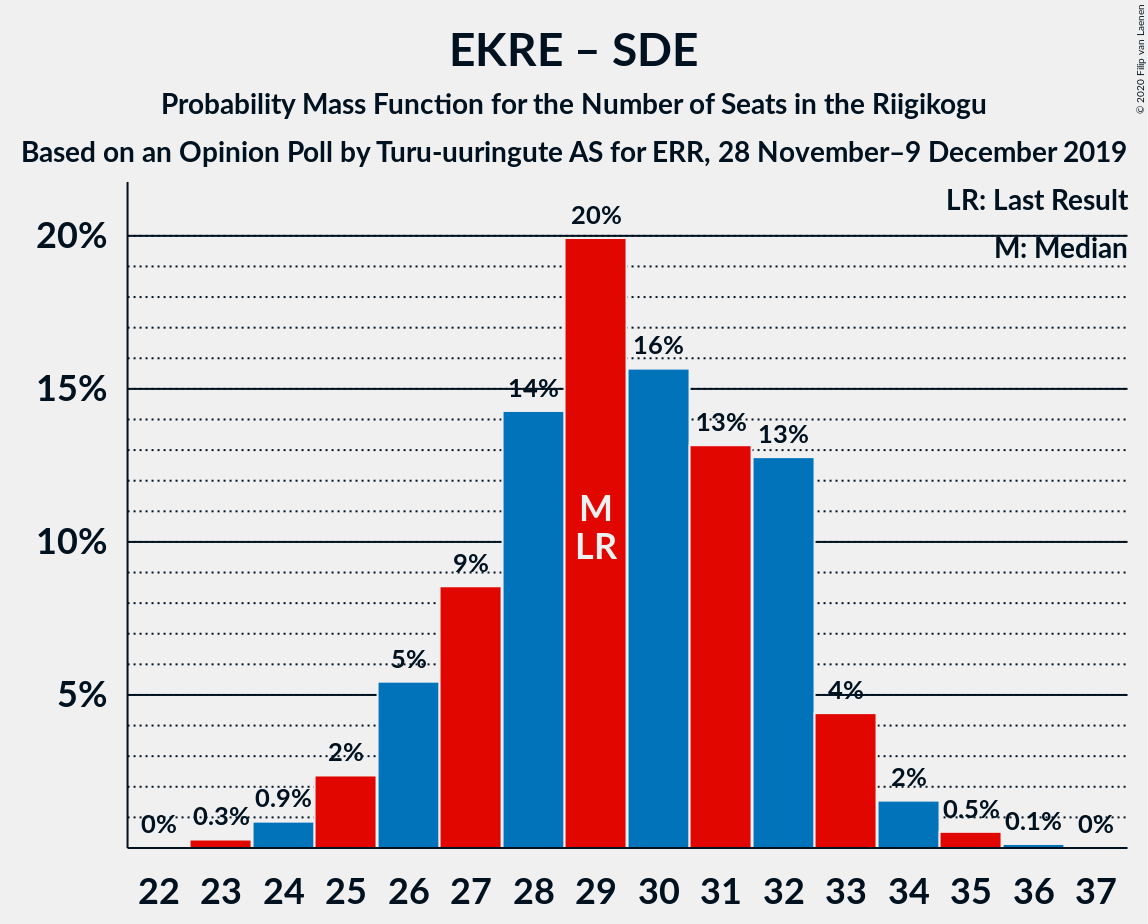 EKRE – SDE
Probability Mass Function for the Number of Seats in the Riigikogu
Based on an Opinion Poll by Turu-uuringute AS for ERR, 28 November–9 December 2019
© 2020 Filip van Laenen
LR: Last Result
M: Median
20%
15%
10%
5%
0%
0.3%
0.9%
2%
5%
9%
14%
20%
16%
13%
13%
4%
2%
0.5%
0.1%
0%
M
LR
22 23 24 25 26 27 28 29 30 31 32 33 34 35 36 37